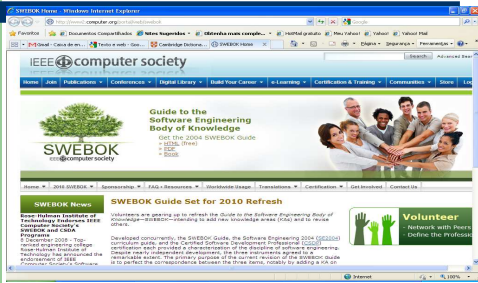 SWEBOK Home - Windows Internet Explorer
http://www2.computer.org/portal/web/swebok
Google
Favoritos Documentos Compartilhados Sites Sugeridos Obtenha mais comple... HotMail gratuito Meu Yahoo! Yahoo! Yahoo! Mail
Gmail - Caixa de en... Texto e web - Goo... Cambridge Dictiona... SWEBOK Home Página Segurança Ferramentas
IEEE computer society
Search Advanced Sear
Home Join Publications Conferences Digital Library Build Your Career e-Learning Certification & Training Communities Store Log
SWEBOK
IEEE computer society
Guide to the
Software Engineering
Body of Knowledge
Get the 2004 SWEBOK Guide
» HTML (free)
» PDF
» Book
Home 2004 SWEBOK Sponsorship FAQ+Resources Worldwide Usage Translations Certification Get Involved Contact Us
SWEBOK News
Rose-Hulman Institute of
Technology Endorses IEEE
Computer Society's
SWEBOK and CSDA
Programs
8 December 2008 - Top-
ranked engineering college
Rose-Hulman Institute of
Technology has announced the
endorsement of IEEE
Computer Society's Software
SWEBOK Guide Set for 2010 Refresh
Volunteers are gearing up to refresh the Guide to the Software Engineering Body of
Knowledge—SWEBOK—intending to add new knowledge areas (KAs) and to revise
others.
Developed concurrently, the SWEBOK Guide, the Software Engineering 2004 (SE2004)
curriculum guide, and the Certified Software Development Professional (CSDP)
certification each provide a characterization of the discipline of software engineering.
Despite nearly independent development, the three instruments agreed to a
remarkable extent. The primary purpose of the current revision of the SWEBOK Guide
is to perfect the correspondence between the three items, notably by adding a KA on
Volunteer
- Network with Peers
- Define the Profession
Internet
100%